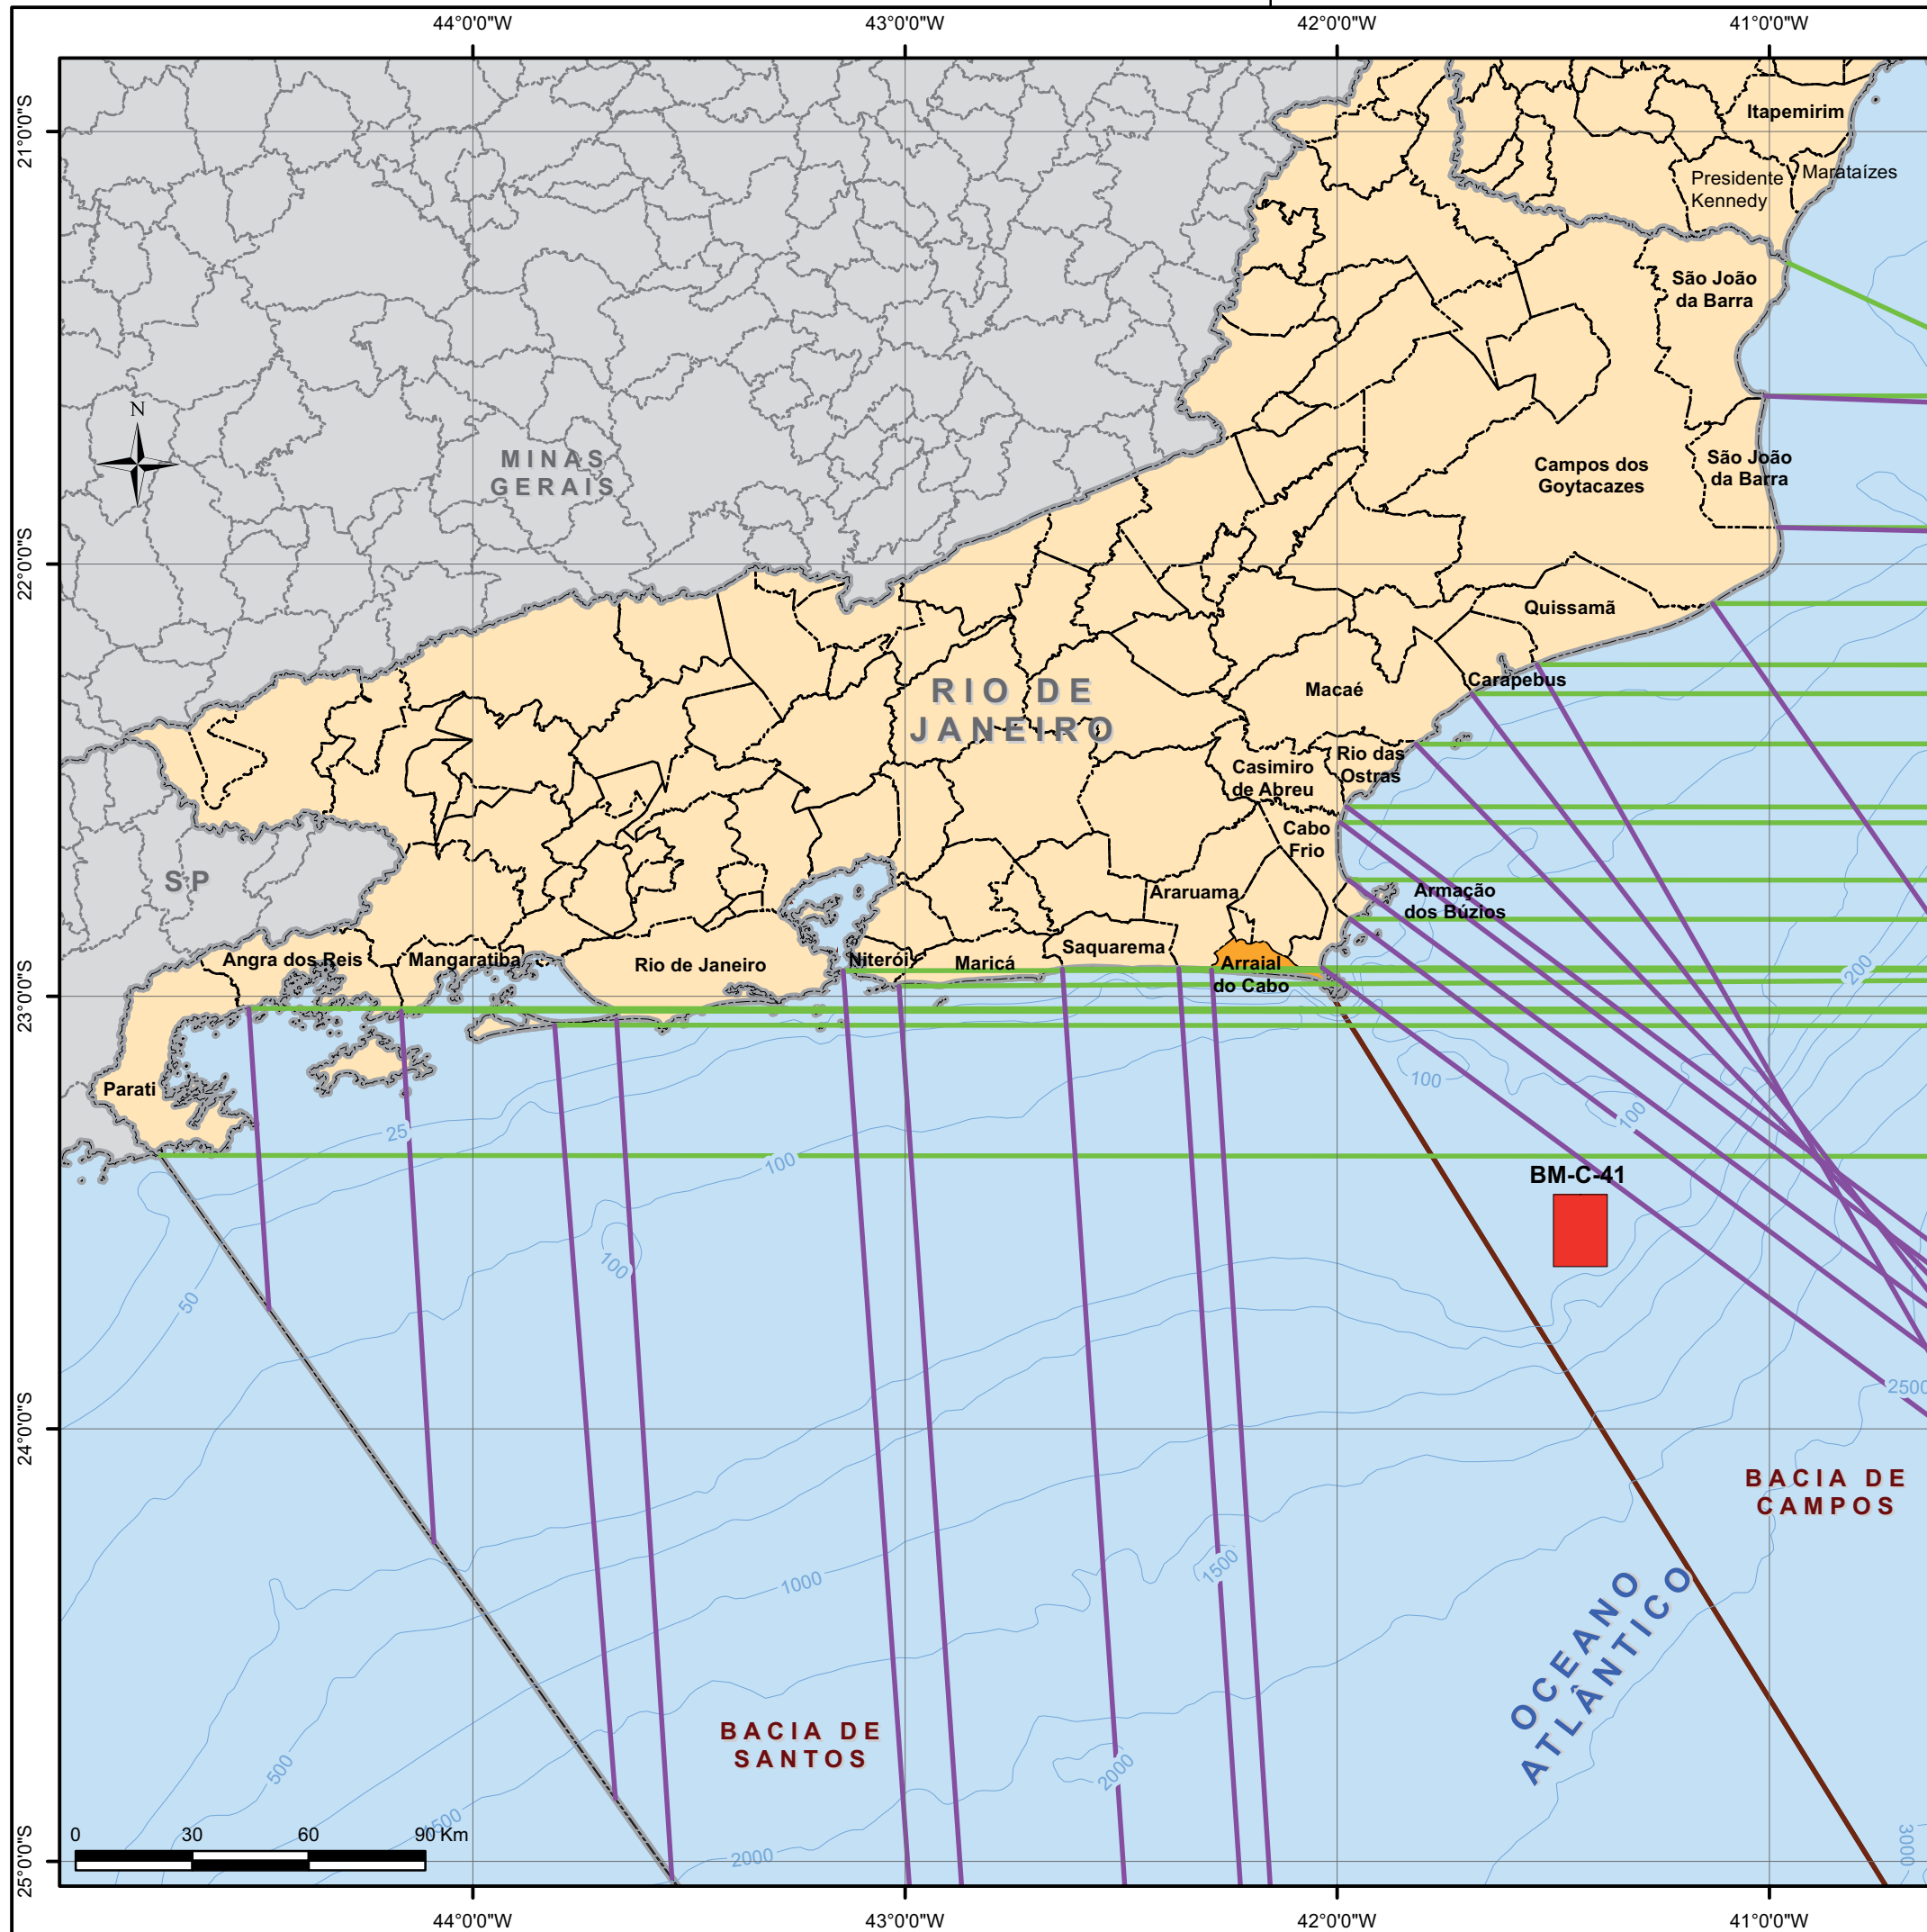 44°0'0"W
43°0'0"W
42°0'0"W
41°0'0"W
21°0'0"S
Itapemirim
Marataízes
Presidente
Kennedy
São João
da Barra
N
MINAS
GERAIS
Campos dos
Goytacazes
São João
da Barra
22°0'0"S
Quissamã
Carapebus
Macaé
RIO DE
JANEIRO
Rio das
Ostras
Casimiro
de Abreu
Cabo
Frio
SP
Araruama
Armação
dos Búzios
Angra dos Reis
Mangaratiba
Rio de Janeiro
Niterói
Maricá
Saquarema
Arraial
do Cabo
200
23°0'0"S
Parati
25
100
100
100
BM-C-41
100
50
2500
24°0'0"S
BACIA DE
CAMPOS
1000
1500
OCEANO
ATLÂNTICO
BACIA DE
SANTOS
500
2000
1500
2000
3000
0
30
60
90 Km
25°0'0"S
44°0'0"W
43°0'0"W
42°0'0"W
41°0'0"W